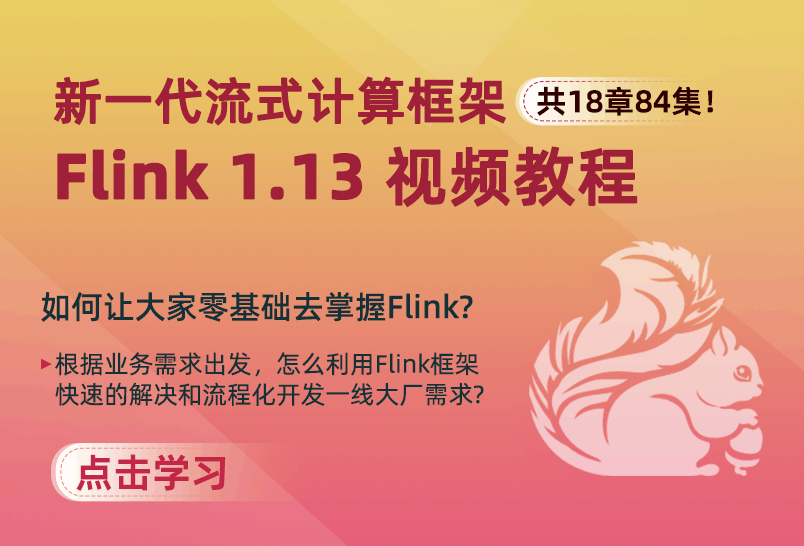 新一代流式计算框架 共18章84集！
Flink 1.13 视频教程
如何让大家零基础去掌握Flink?
根据业务需求出发，怎么利用Flink框架
快速的解决和流程化开发一线大厂需求?
点击学习